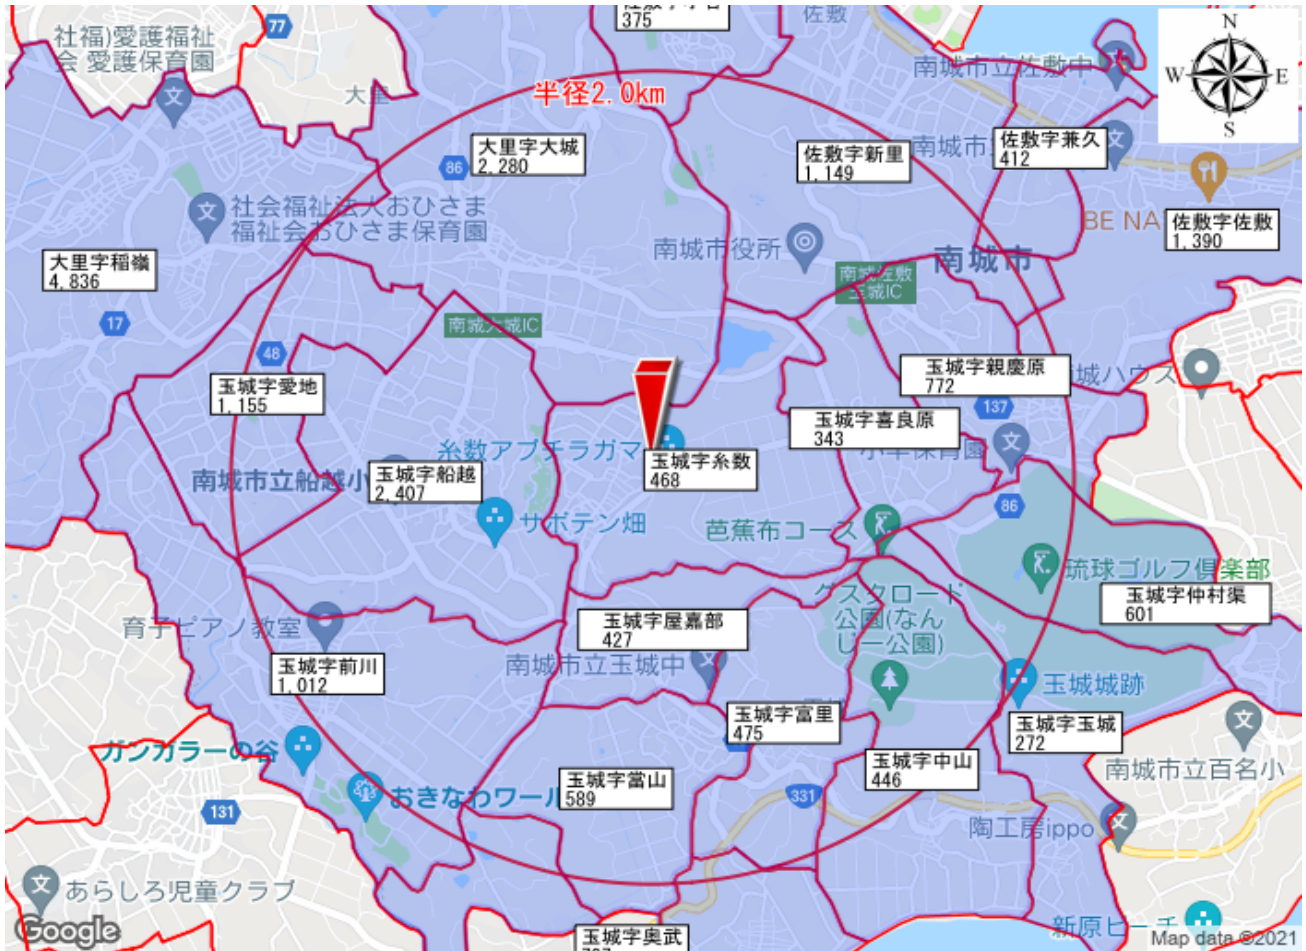 375
佐敷
77
社福)愛護福祉
会 愛護保育園
大里
半径2.0km
南城市立佐敷中
N
W
E
S
大里字大城
2,280
86
佐敷字新里
1,149
佐敷字兼久
412
社会福祉法人おひさま
福祉会おひさま保育園
南城市役所
BE NA
佐敷字佐敷
1,390
大里字稲嶺
4,836
南城市
南城佐敷
玉城IC
17
南城大城IC
48
玉城字愛地
1,155
玉城字親慶原
772
城ハウス
137
玉城字喜良原
343
糸数アブチラガマ
玉城字糸数
468
南城市立船越小
玉城字船越
2,407
サボテン畑
86
芭蕉布コース
琉球ゴルフ倶楽部
グスクロード
公園(なん
じー公園)
玉城字仲村渠
601
玉城字屋嘉部
427
育子ピアノ教室
南城市立玉城中
玉城字前川
1,012
玉城城跡
玉城字富里
475
玉城字玉城
272
ガンガラーの谷
玉城字中山
446
南城市立百名小
玉城字當山
589
おきなわワール
331
131
陶工房ippo
あらしろ児童クラブ
新原ビーチ
玉城字奥武
Google
Map data ©2021